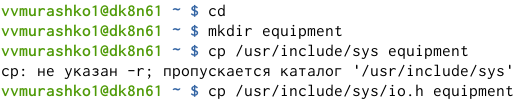 vvmurashko1@dk8n61 ~ $ cd
vvmurashko1@dk8n61 ~ $ mkdir equipment
vvmurashko1@dk8n61 ~ $ cp /usr/include/sys equipment
cp: не указан -r; пропускается каталог '/usr/include/sys'
vvmurashko1@dk8n61 ~ $ cp /usr/include/sys/io.h equipment